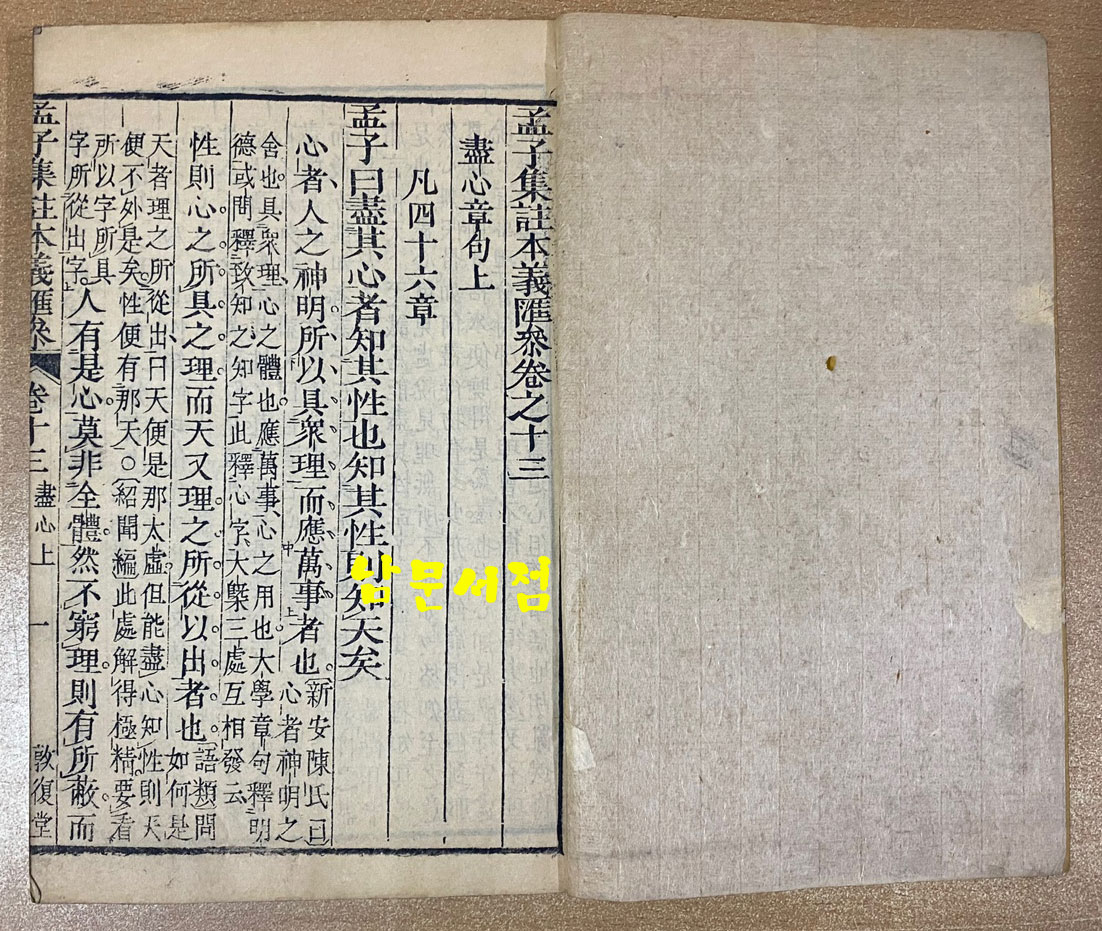 孟子集註本義匯叅卷之十三
盡心章句上
凡四十六章
孟子曰盡其心者知其性也知其性則知天矣
心者人之神明所以具衆理而應萬事者也
新安陳氏曰
心者神明之
舍也具衆理心之體也應萬事心之用也大學章句釋明
德或問釋致知之知字此釋心字大槩三處互相發云
性則心之所具之理而天又理之所從以出者也
語類問
如何是
天者理之所從出曰天便是那太虛但能盡心知性則天
便不外是矣性便有那天○紹聞編此處解得極精要看
所以字所具
字所從出字
人有是心莫非全體然不窮理則有所蔽而
孟子集註本義匯叅 卷十三 盡心上 一 敦復堂
남문서점